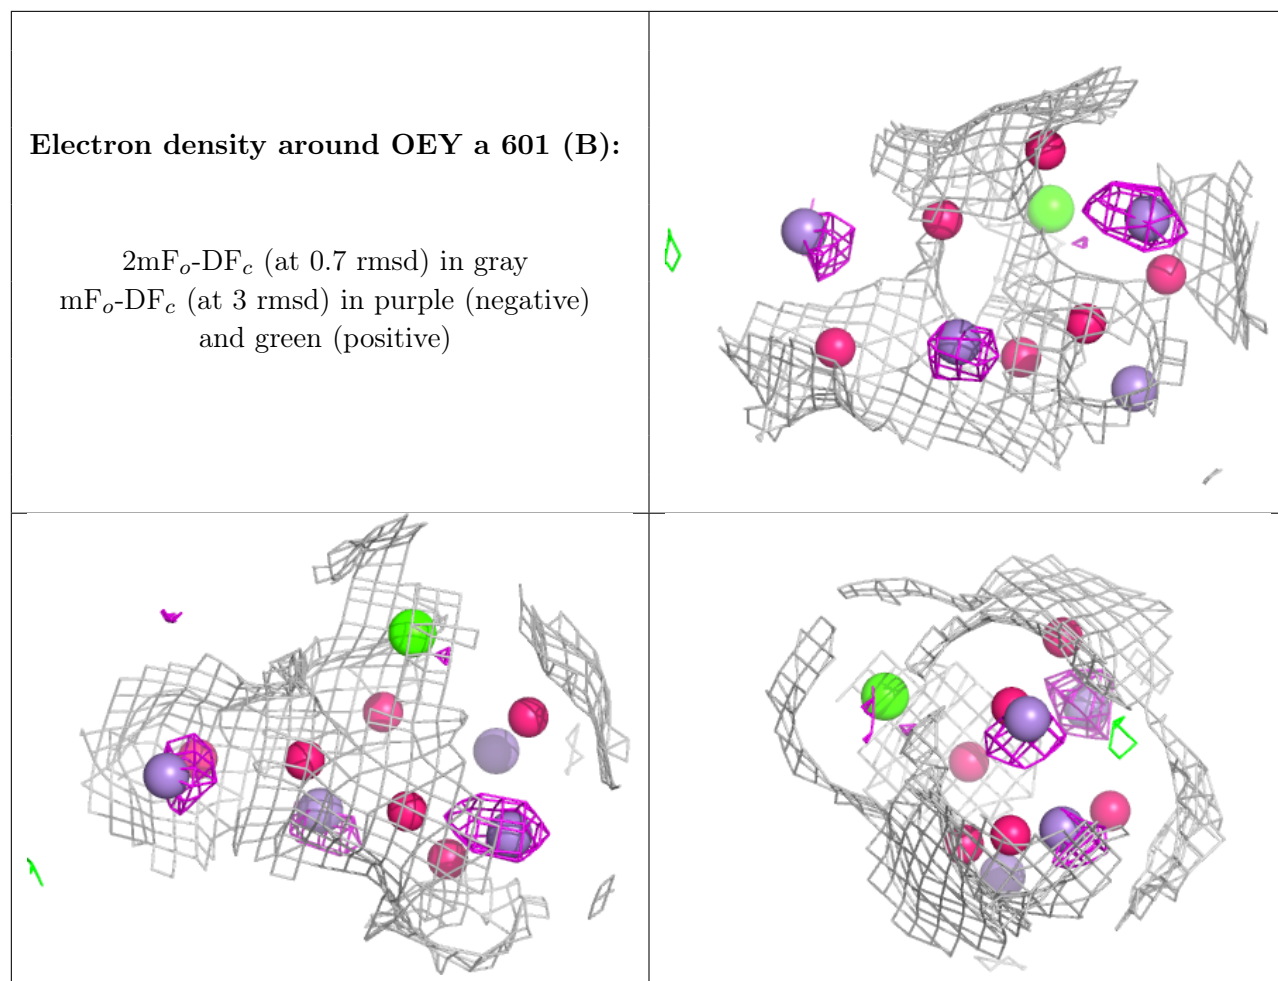 Electron density around OEY a 601 (B):
2mFo-DFc (at 0.7 rmsd) in gray
mFo-DFc (at 3 rmsd) in purple (negative)
and green (positive)